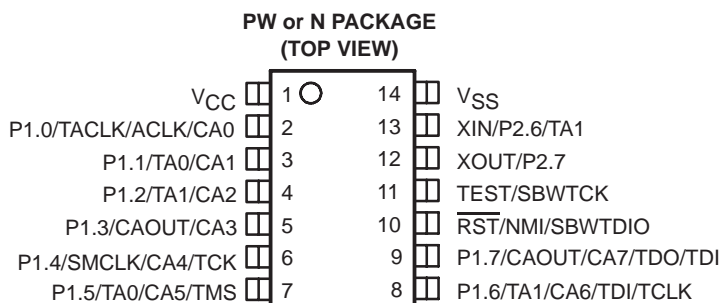 PW or N PACKAGE
(TOP VIEW)
VCC 1 14 VSS
P1.0/TACLK/ACLK/CA0 2 13 XIN/P2.6/TA1
P1.1/TA0/CA1 3 12 XOUT/P2.7
P1.2/TA1/CA2 4 11 TEST/SBWTCK
P1.3/CAOUT/CA3 5 10 RST/NMI/SBWTDIO
P1.4/SMCLK/CA4/TCK 6 9 P1.7/CAOUT/CA7/TDO/TDI
P1.5/TA0/CA5/TMS 7 8 P1.6/TA1/CA6/TDI/TCLK